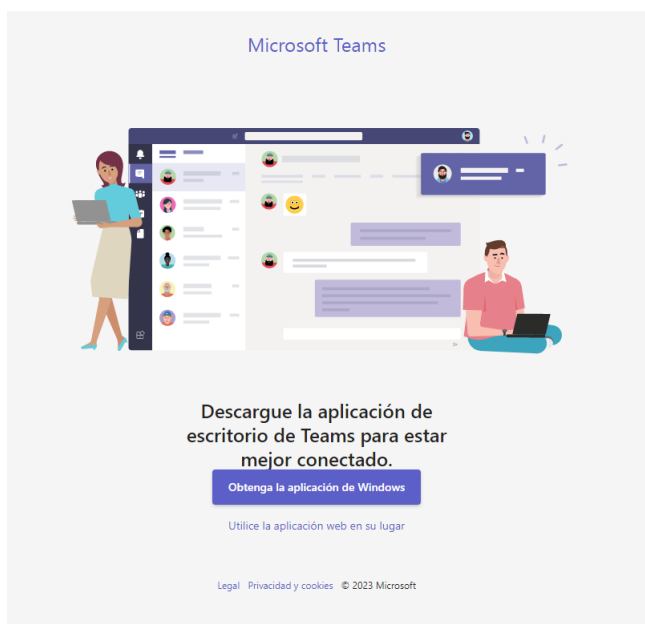 Microsoft Teams
Descargue la aplicación de
escritorio de Teams para estar
mejor conectado.
Obtenga la aplicación de Windows
Utilice la aplicación web en su lugar
Legal Privacidad y cookies © 2023 Microsoft